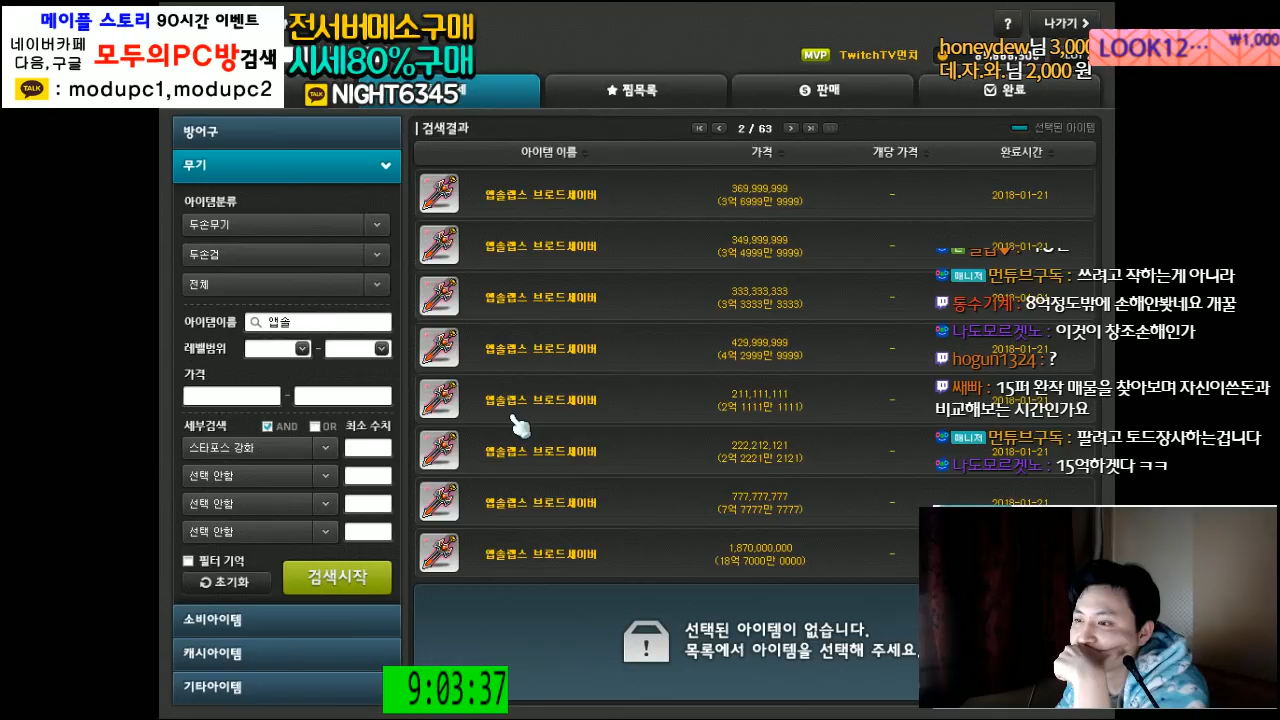 메이플 스토리 90시간 이벤트
네이버카페
다음,구글 모두의PC방검색
TALK : modupc1,modupc2
전서버메소구매
시세80%구매
TALK NIGHT6345
? 나가기
MVP TwitchTV먼치
honeydew님 3,000
데.자.와.님 2,000 원
LOOK12… ₩1,000
찜목록
판매
완료
방어구
무기
아이템분류
두손무기
두손검
전체
아이템이름 앱솔
레벨범위 -
가격
-
세부검색 AND OR 최소 수치
스타포스 강화
선택 안함
선택 안함
선택 안함
필터 기억
초기화 검색시작
소비아이템
캐시아이템
기타아이템
검색결과 2 / 63 선택된 아이템
아이템 이름 가격 개당 가격 완료시간
앱솔랩스 브로드세이버 369,999,999 - 2018-01-21
(3억 6999만 9999)
앱솔랩스 브로드세이버 349,999,999 - 2018-01-21
(3억 4999만 9999)
앱솔랩스 브로드세이버 333,333,333 -
(3억 3333만 3333)
앱솔랩스 브로드세이버 429,999,999 - 2018-01-21
(4억 2999만 9999)
앱솔랩스 브로드세이버 211,111,111 -
(2억 1111만 1111)
앱솔랩스 브로드세이버 222,212,121 -
(2억 2221만 2121)
앱솔랩스 브로드세이버 777,777,777 - 2018-01-21
(7억 7777만 7777)
앱솔랩스 브로드세이버 1,870,000,000 -
(18억 7000만 0000)
선택된 아이템이 없습니다.
목록에서 아이템을 선택해 주세요.
매니저 먼튜브구독 : 쓰려고 작하는게 아니라
통수기계 : 8억정도밖에 손해안봣네요 개꿀
나도모르겟노 : 이것이 창조손해인가
hogun1324 : ?
쌔빠 : 15퍼 완작 매물을 찾아보며 자신이쓴돈과
비교해보는 시간인가요
매니저 먼튜브구독 : 팔려고 토드장사하는겁니다
나도모르겟노 : 15억하겟다 ㅋㅋ
9:03:37